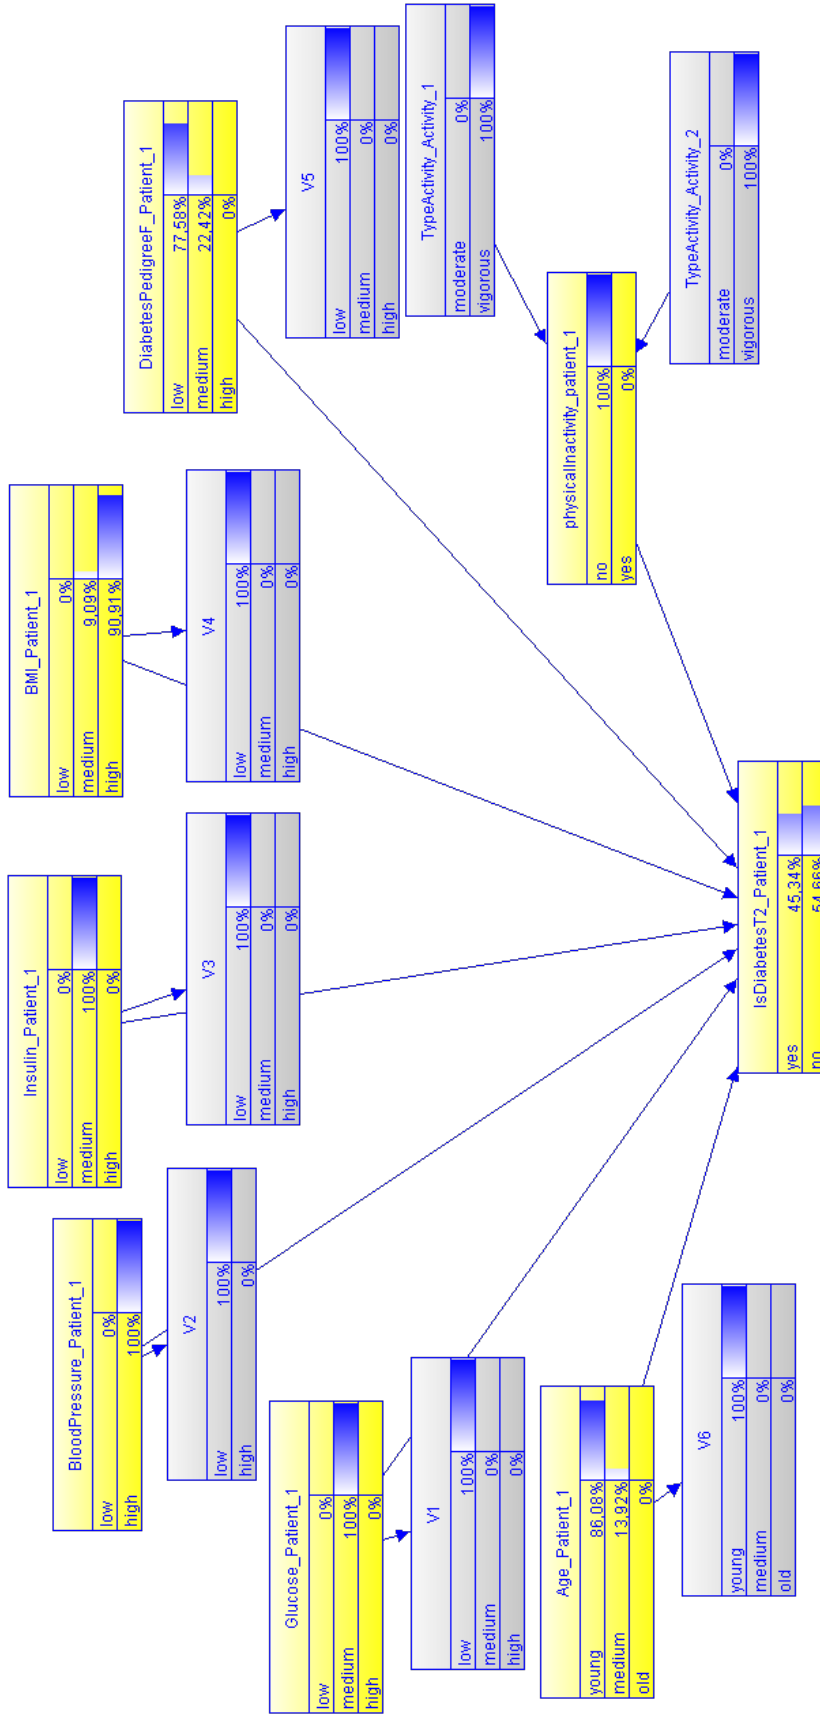 BloodPressure_Patient_1
low 0%
high 100%
V2
low 100%
high 0%
Insulin_Patient_1
low 0%
medium 100%
high 0%
V3
low 100%
medium 0%
high 0%
BMI_Patient_1
low 0%
medium 9,09%
high 90,91%
V4
low 100%
medium 0%
high 0%
DiabetesPedigreeF_Patient_1
low 77,58%
medium 22,42%
high 0%
V5
low 100%
medium 0%
high 0%
Glucose_Patient_1
low 0%
medium 100%
high 0%
V1
low 100%
medium 0%
high 0%
TypeActivity_Activity_1
moderate 0%
vigorous 100%
physicalInactivity_patient_1
no 100%
yes 0%
TypeActivity_Activity_2
moderate 0%
vigorous 100%
Age_Patient_1
young 86,08%
medium 13,92%
old 0%
V6
young 100%
medium 0%
old 0%
IsDiabetesT2_Patient_1
yes 45,34%
no 54,66%